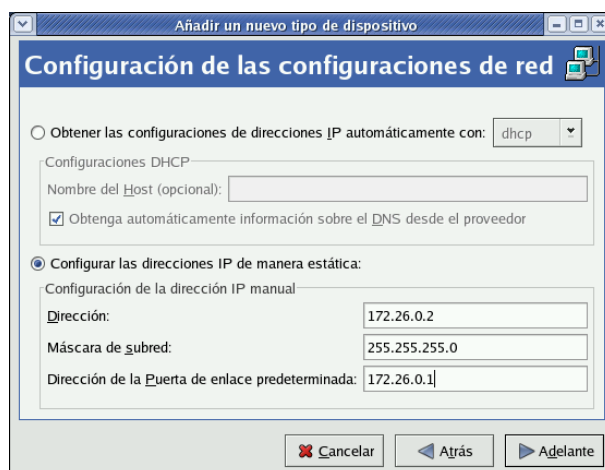 Añadir un nuevo tipo de dispositivo
Configuración de las configuraciones de red
Obtener las configuraciones de direcciones IP automáticamente con: dhcp
Configuraciones DHCP
Nombre del Host (opcional):
Obtenga automáticamente información sobre el DNS desde el proveedor
Configurar las direcciones IP de manera estática:
Configuración de la dirección IP manual
Dirección: 172.26.0.2
Máscara de subred: 255.255.255.0
Dirección de la Puerta de enlace predeterminada: 172.26.0.1
Cancelar Atrás Adelante